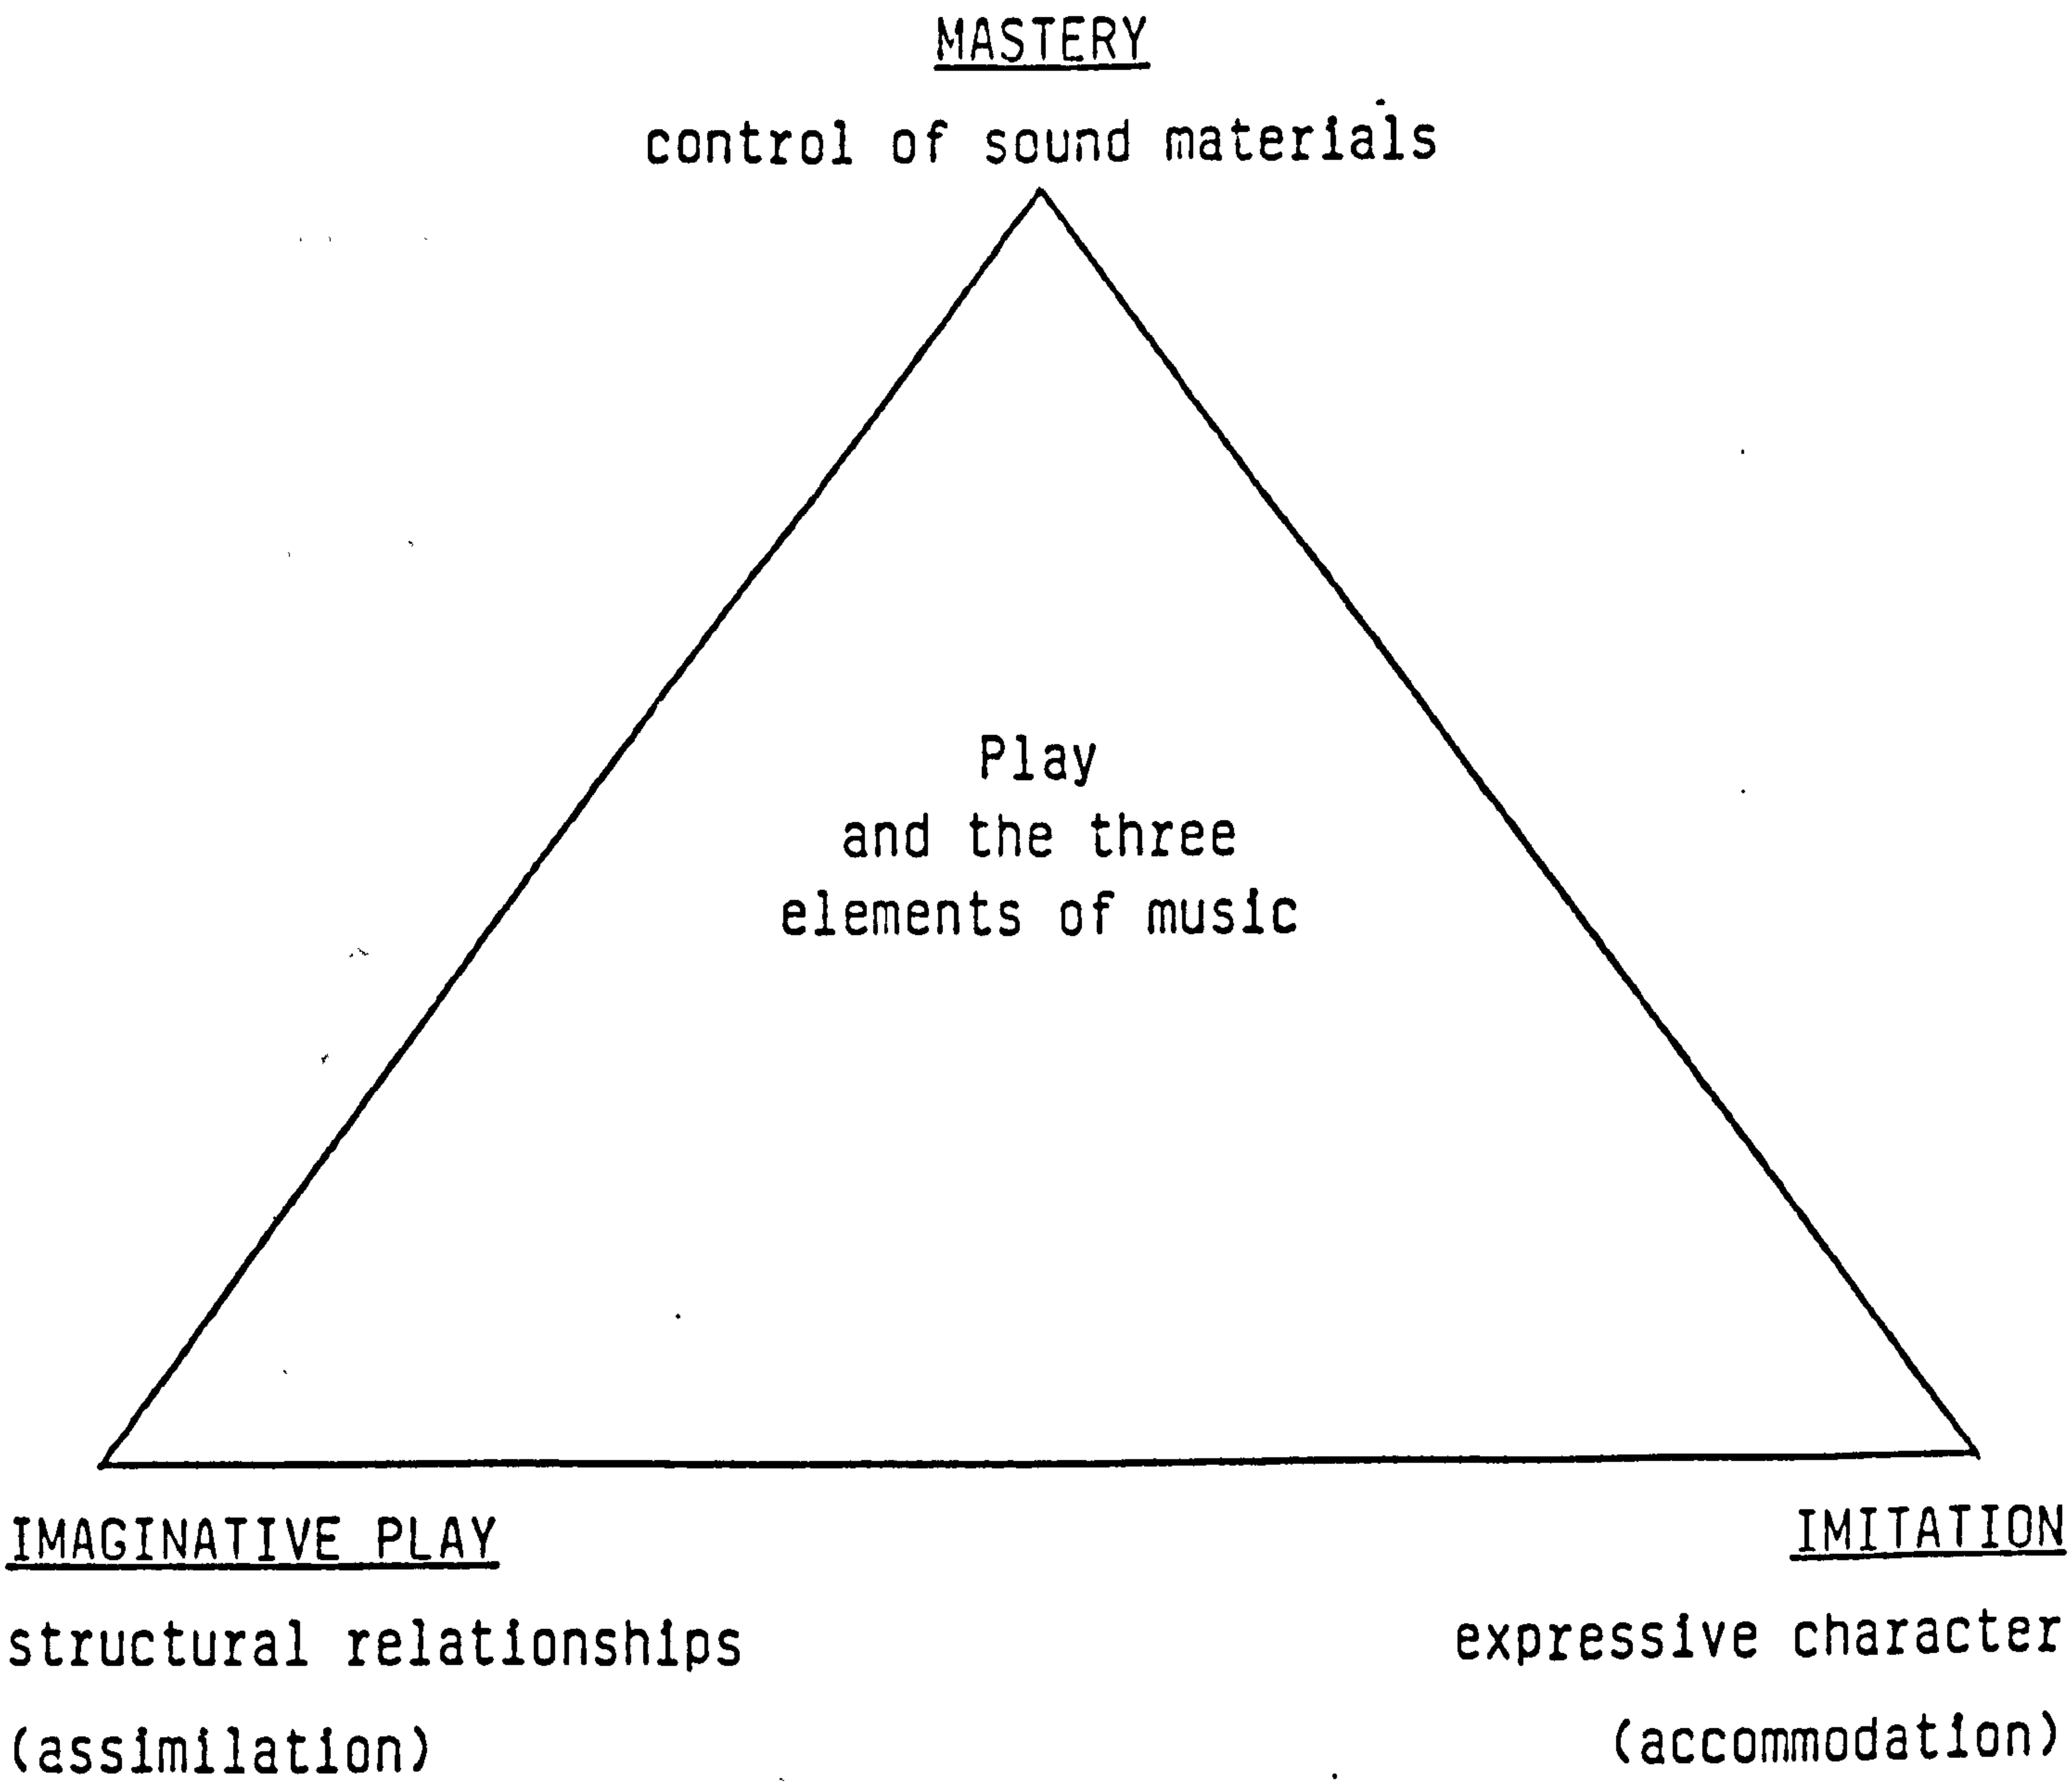 MASTERY
control of sound materials
Play
and the three
elements of music
IMAGINATIVE PLAY
IMITATION
structural relationships
expressive character
(assimilation)
(accommodation)